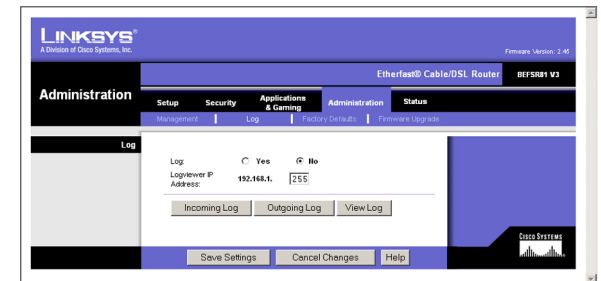 LINKSYS®
A Division of Cisco Systems, Inc.
Firmware Version: 2.46
Etherfast® Cable/DSL Router BEFSR81 V3
Administration
Setup Security Applications & Gaming Administration Status
Management Log Factory Defaults Firmware Upgrade
Log
Log: Yes No
Logviewer IP Address: 192.168.1. 255
Incoming Log Outgoing Log View Log
CISCO SYSTEMS
Save Settings Cancel Changes Help